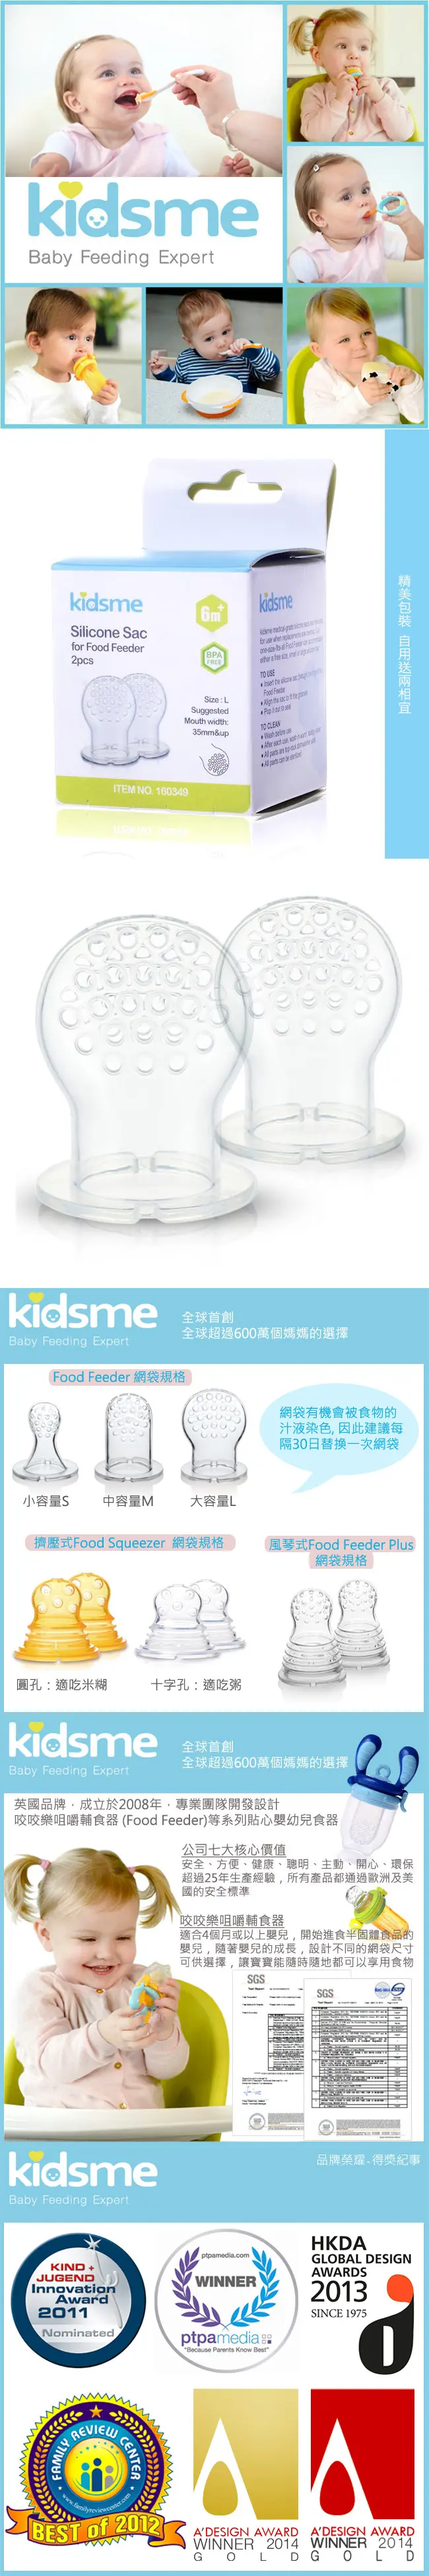 kidsme
Baby Feeding Expert
精美包裝 自用送兩相宜
kidsme
6m+
Silicone Sac
for Food Feeder
2pcs
BPA
FREE
Size : L
Suggested
Mouth width:
35mm&up
ITEM NO. 160349
kidsme
TO USE
Food Feeder
TO CLEAN
kidsme
Baby Feeding Expert
全球首創
全球超過600萬個媽媽的選擇
Food Feeder 網袋規格
網袋有機會被食物的
汁液染色, 因此建議每
隔30日替換一次網袋
小容量S
中容量M
大容量L
擠壓式Food Squeezer 網袋規格
風琴式Food Feeder Plus
網袋規格
圓孔：適吃米糊
十字孔：適吃粥
kidsme
Baby Feeding Expert
全球首創
全球超過600萬個媽媽的選擇
英國品牌，成立於2008年，專業團隊開發設計
咬咬樂咀嚼輔食器 (Food Feeder)等系列貼心嬰幼兒食器
公司七大核心價值
安全、方便、健康、聰明、主動、開心、環保
超過25年生產經驗，所有產品都通過歐洲及美
國的安全標準
咬咬樂咀嚼輔食器
適合4個月或以上嬰兒，開始進食半固體食品的
嬰兒，隨著嬰兒的成長，設計不同的網袋尺寸
可供選擇，讓寶寶能隨時隨地都可以享用食物
SGS
SGS
kidsme
Baby Feeding Expert
品牌榮耀-得獎紀事
KIND +
JUGEND
Innovation
Award
2011
Nominated
ptpamedia.com
WINNER
ptpamedia
"Because Parents Know Best"
HKDA
GLOBAL DESIGN
AWARDS
2013
SINCE 1975
FAMILY REVIEW CENTER
www.familyreviewcenter.com
BEST of 2012
A'DESIGN AWARD
WINNER 2014
G O L D
A'DESIGN AWARD
WINNER 2014
G O L D